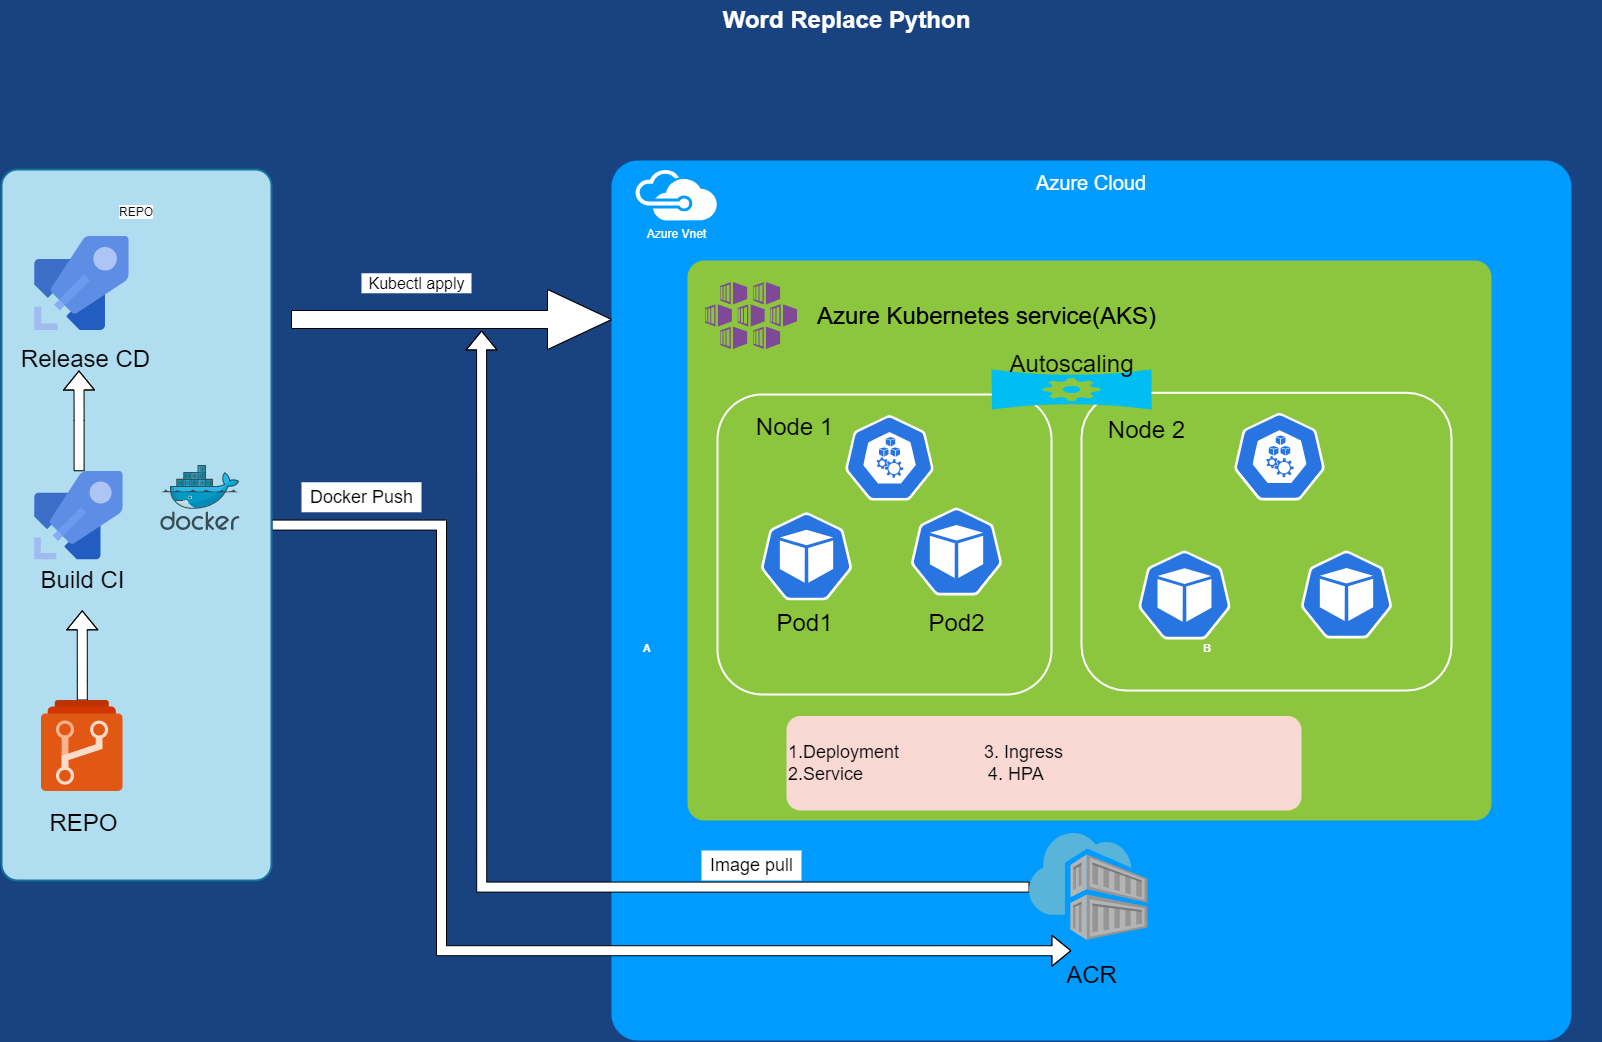 Word Replace Python
REPO
Release CD
Build CI
docker
REPO
Kubectl apply
Docker Push
Azure Cloud
Azure Vnet
Azure Kubernetes service(AKS)
Autoscaling
Node 1
Node 2
Pod1
Pod2
A
B
1.Deployment
3. Ingress
2.Service
4. HPA
Image pull
ACR